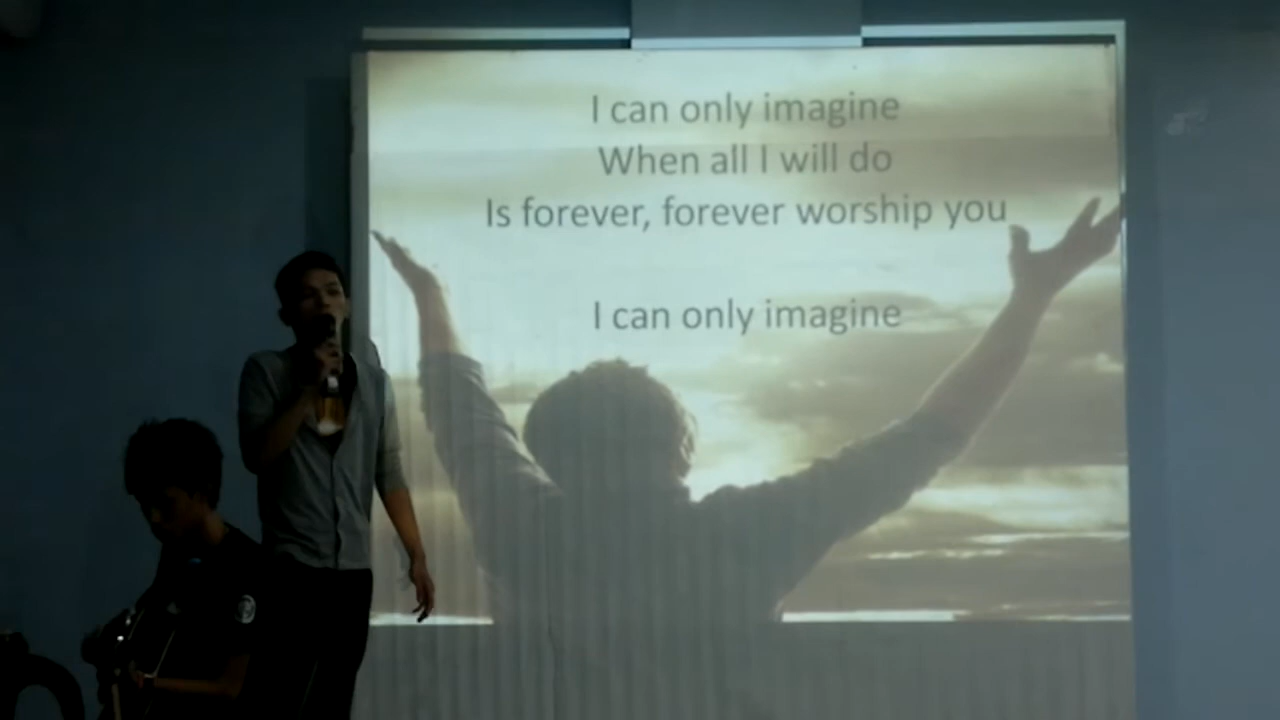 I can only imagine
When all I will do
Is forever, forever worship you
I can only imagine